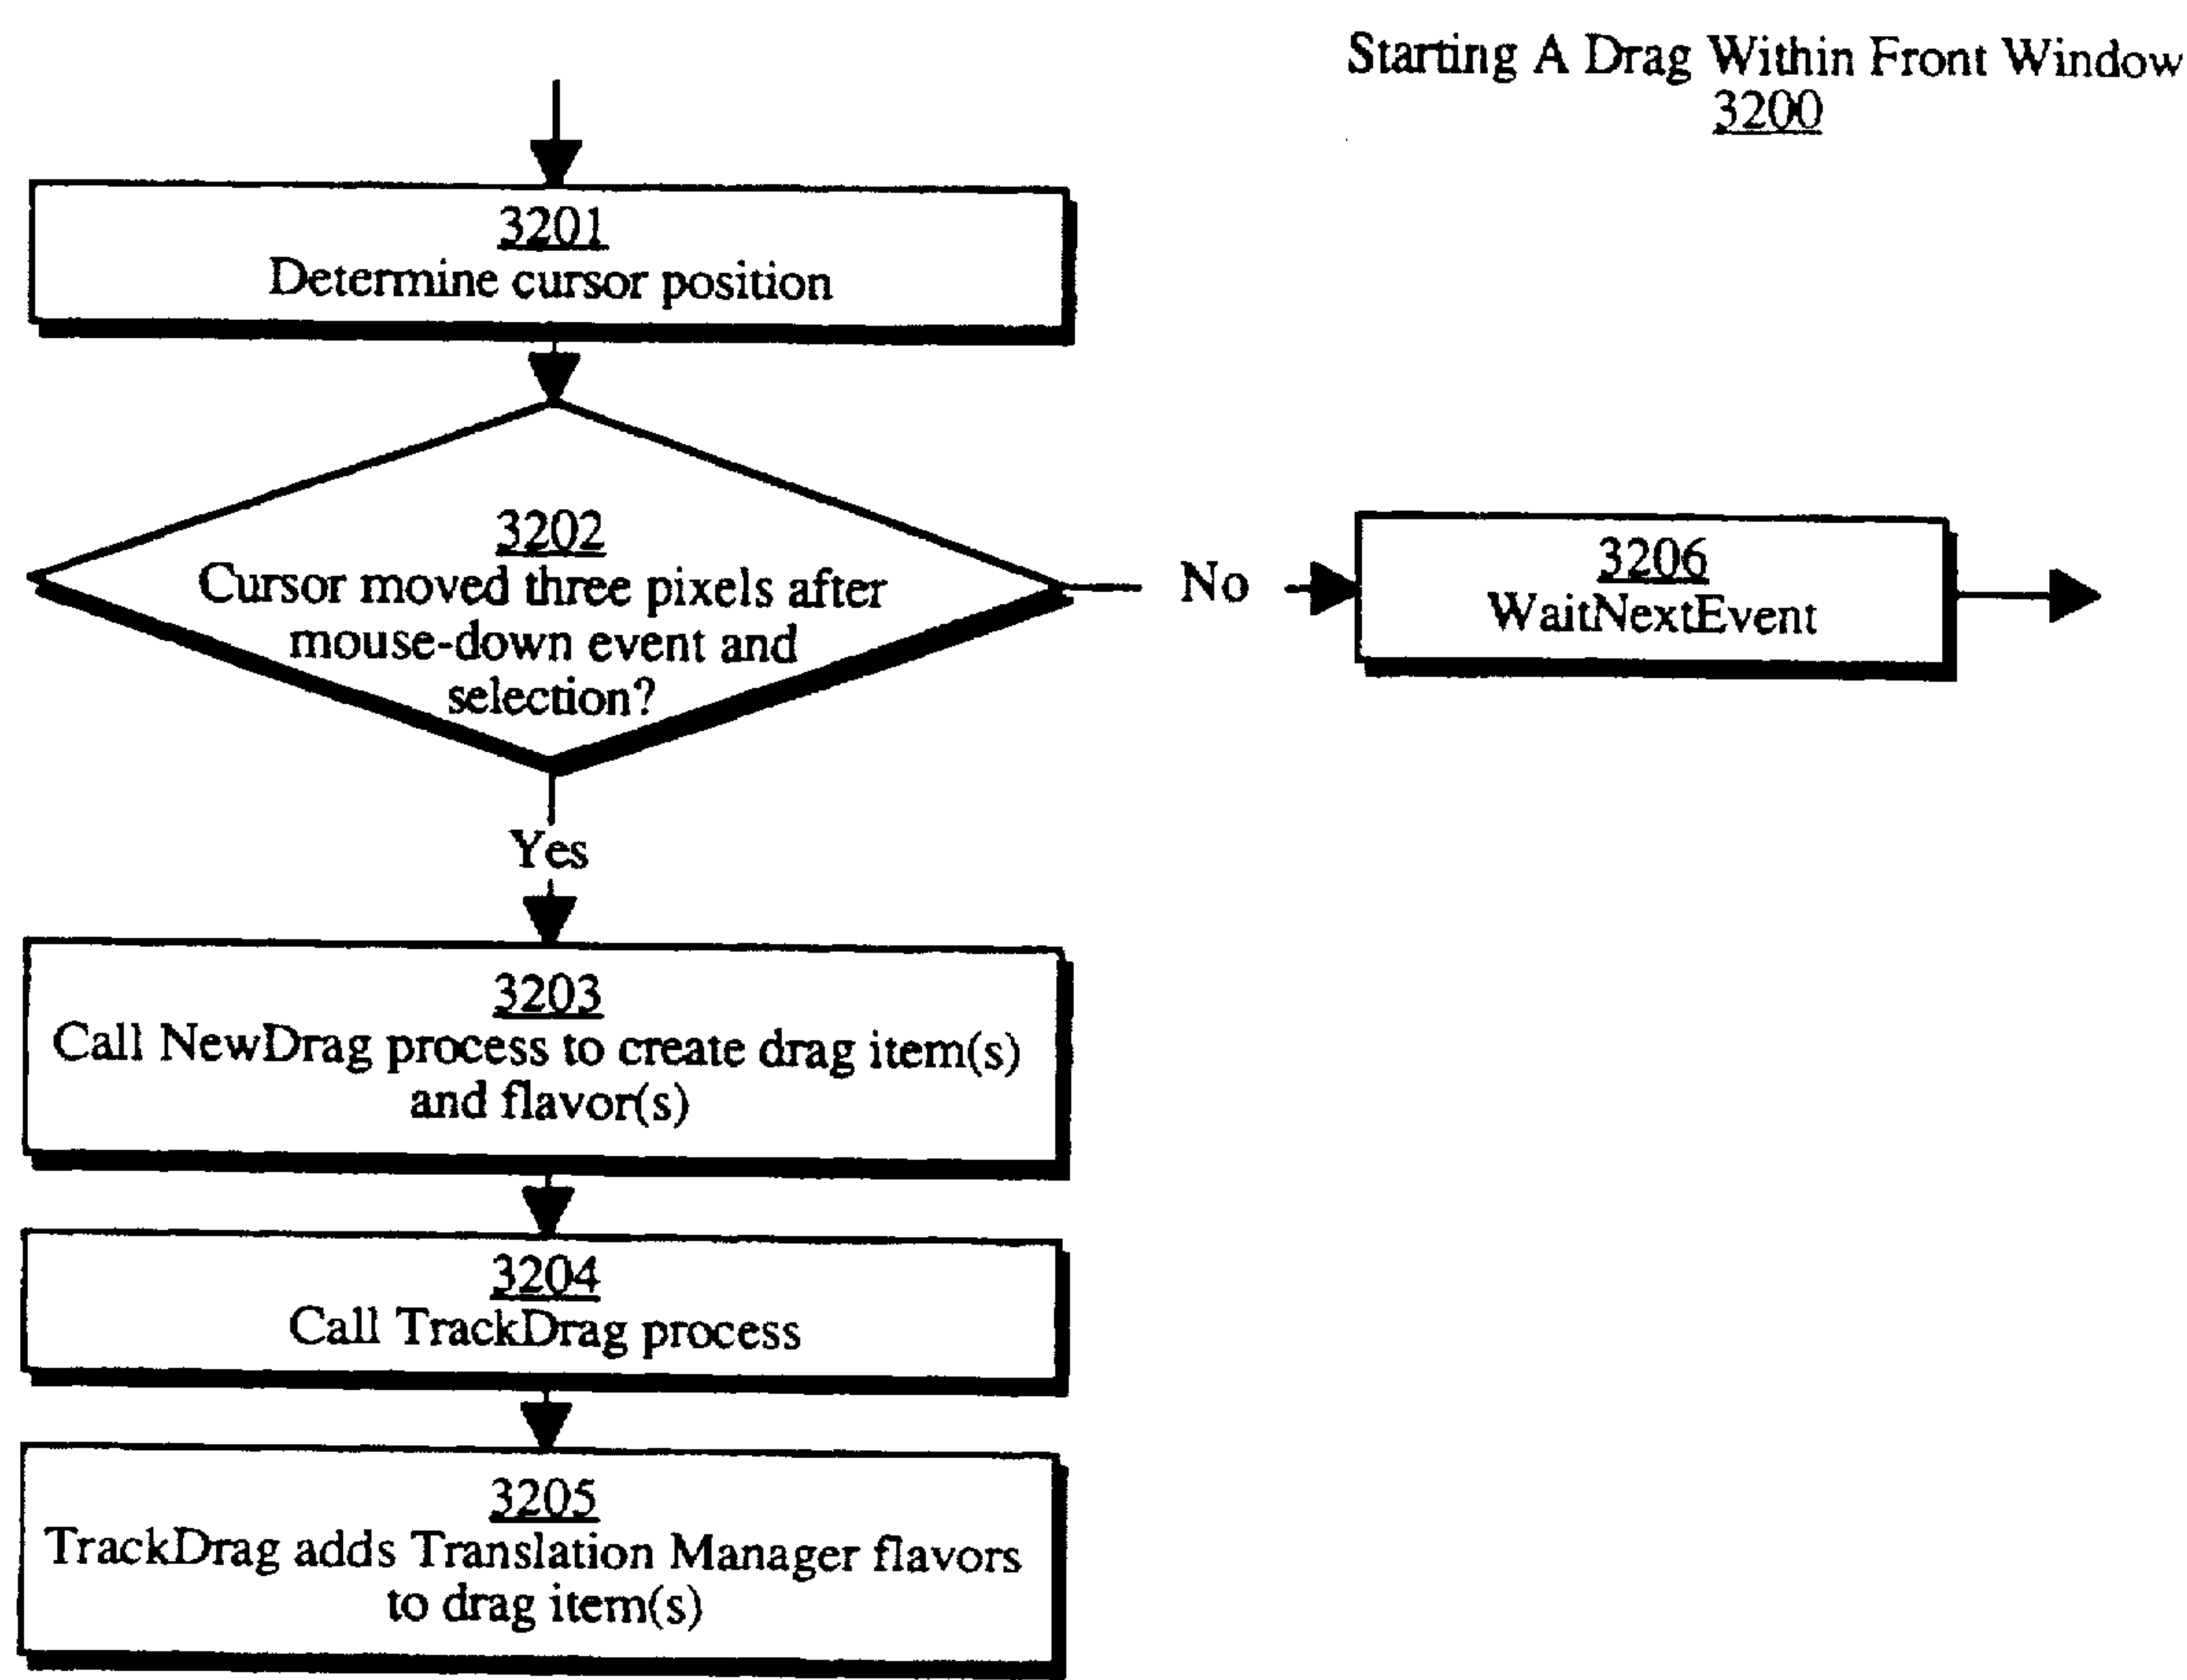 Starting A Drag Within Front Window
3200
3201
Determine cursor position
3202
Cursor moved three pixels after
mouse-down event and
selection?
No
3206
WaitNextEvent
Yes
3203
Call NewDrag process to create drag item(s)
and flavor(s)
3204
Call TrackDrag process
3205
TrackDrag adds Translation Manager flavors
to drag item(s)